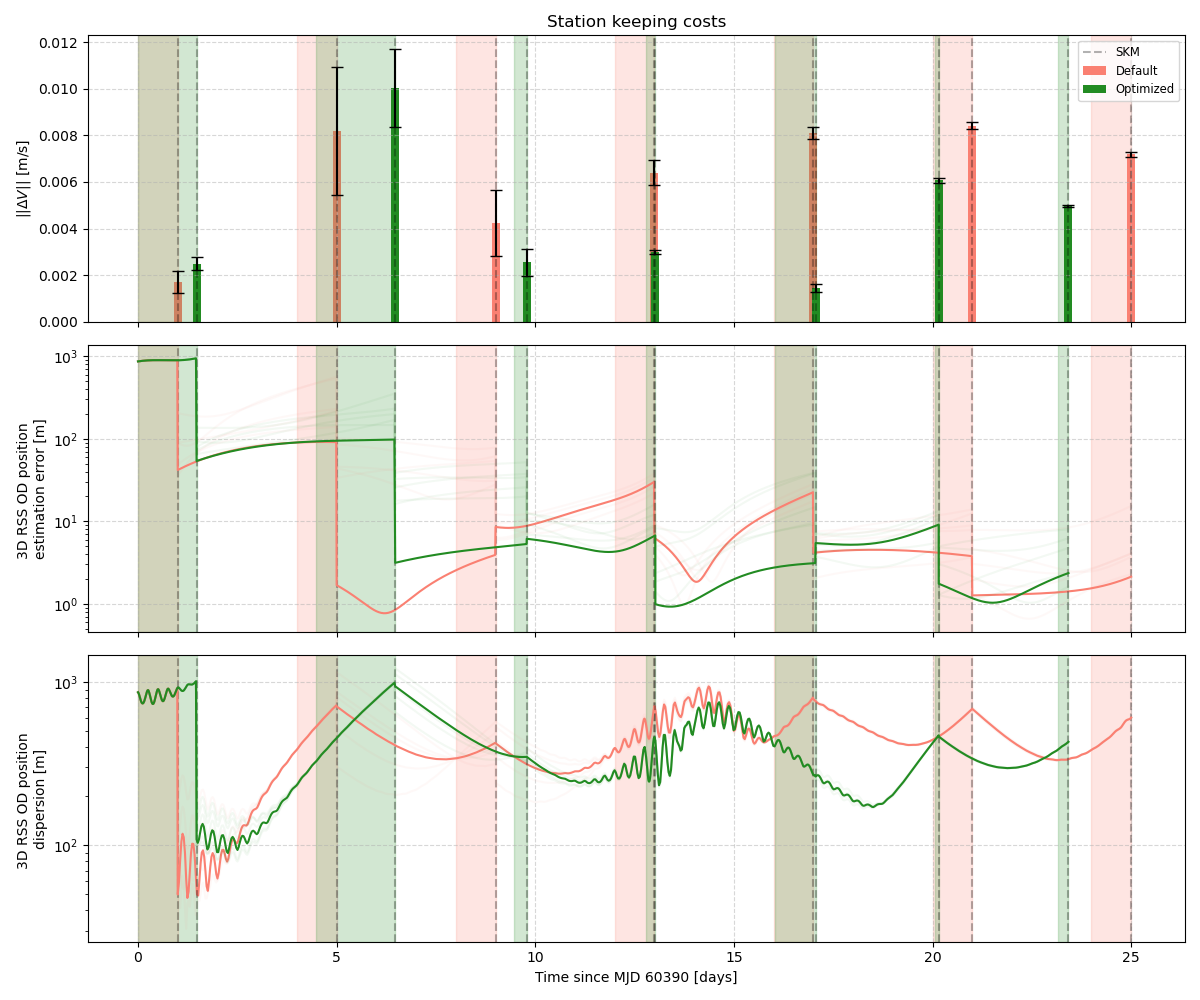 Station keeping costs
0.012
0.010
0.008
0.006
0.004
0.002
0.000
||ΔV|| [m/s]
SKM
Default
Optimized
10³
10²
10¹
10⁰
3D RSS OD position
estimation error [m]
10³
10²
3D RSS OD position
dispersion [m]
0 5 10 15 20 25
Time since MJD 60390 [days]